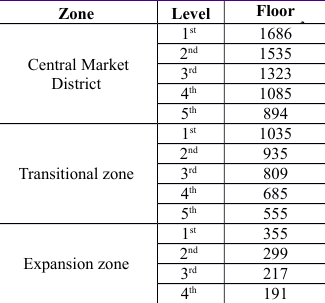 Zone Level Floor
Central Market District
1st 1686
2nd 1535
3rd 1323
4th 1085
5th 894
Transitional zone
1st 1035
2nd 935
3rd 809
4th 685
5th 555
Expansion zone
1st 355
2nd 299
3rd 217
4th 191